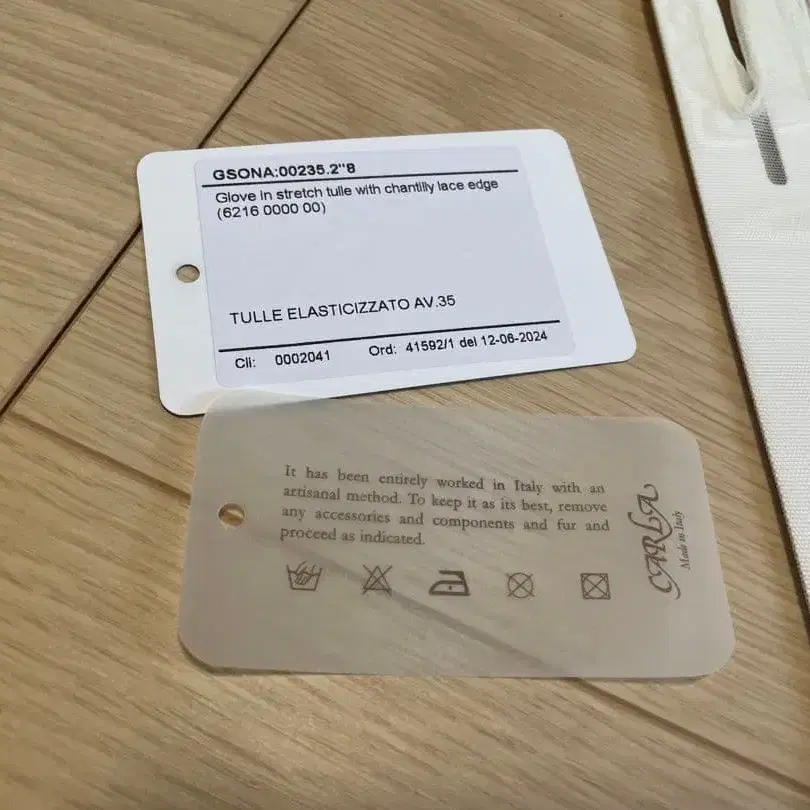 GSONA:00235.2"8
Glove in stretch tulle with chantilly lace edge
(6216 0000 00)
TULLE ELASTICIZZATO AV.35
Cli: 0002041 Ord: 41592/1 del 12-06-2024
It has been entirely worked in Italy with an
artisanal method. To keep it as its best, remove
any accessories and components and fur and
proceed as indicated.
CARLA
Made in Italy